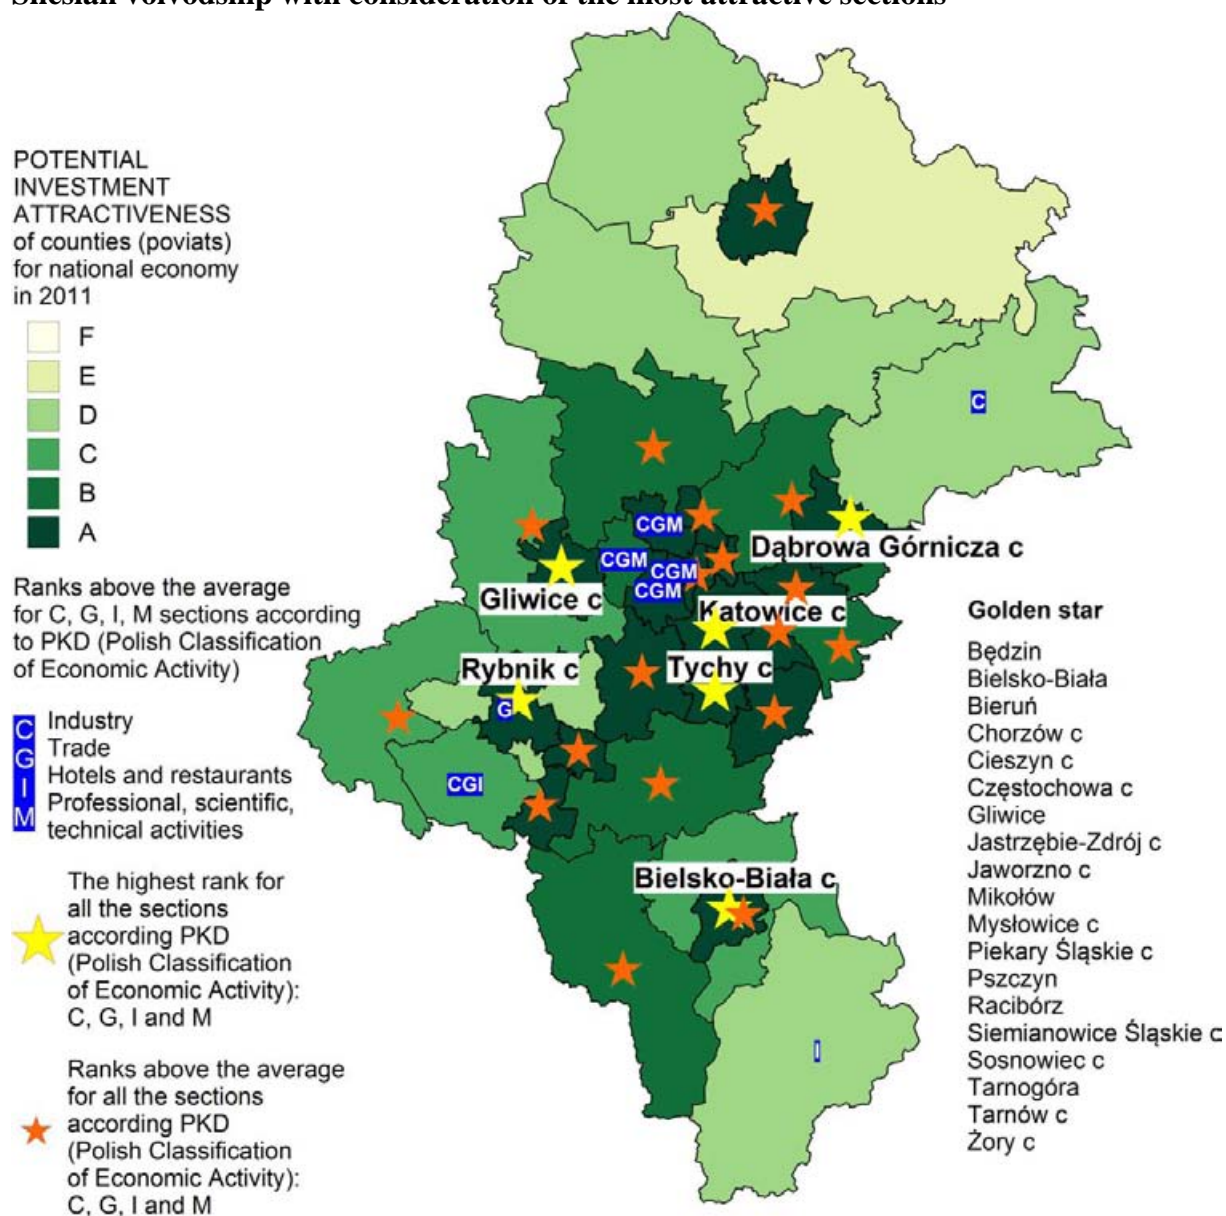 Silesian voivodship with consideration of the most attractive sections
POTENTIAL
INVESTMENT
ATTRACTIVENESS
of counties (poviats)
for national economy
in 2011
F
E
D
C
B
A
Ranks above the average
for C, G, I, M sections according
to PKD (Polish Classification
of Economic Activity)
C Industry
G Trade
I Hotels and restaurants
M Professional, scientific,
technical activities
The highest rank for
all the sections
according PKD
(Polish Classification
of Economic Activity):
C, G, I and M
Ranks above the average
for all the sections
according PKD
(Polish Classification
of Economic Activity):
C, G, I and M
C
CGM
CGM
CGM
CGM
Dąbrowa Górnicza c
Gliwice c
Katowice c
Rybnik c
Tychy c
G
CGI
Bielsko-Biała c
I
Golden star
Będzin
Bielsko-Biała
Bieruń
Chorzów c
Cieszyn c
Częstochowa c
Gliwice
Jastrzębie-Zdrój c
Jaworzno c
Mikołów
Mysłowice c
Piekary Śląskie c
Pszczyn
Racibórz
Siemianowice Śląskie c
Sosnowiec c
Tarnogóra
Tarnów c
Żory c